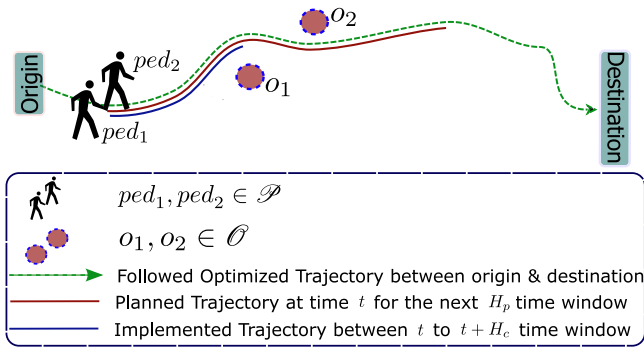 Origin
ped₂
ped₁
o₂
o₁
Destination
ped₁, ped₂ ∈ 𝒫
o₁, o₂ ∈ 𝒪
Followed Optimized Trajectory between origin & destination
Planned Trajectory at time t for the next Hₚ time window
Implemented Trajectory between t to t + H_c time window